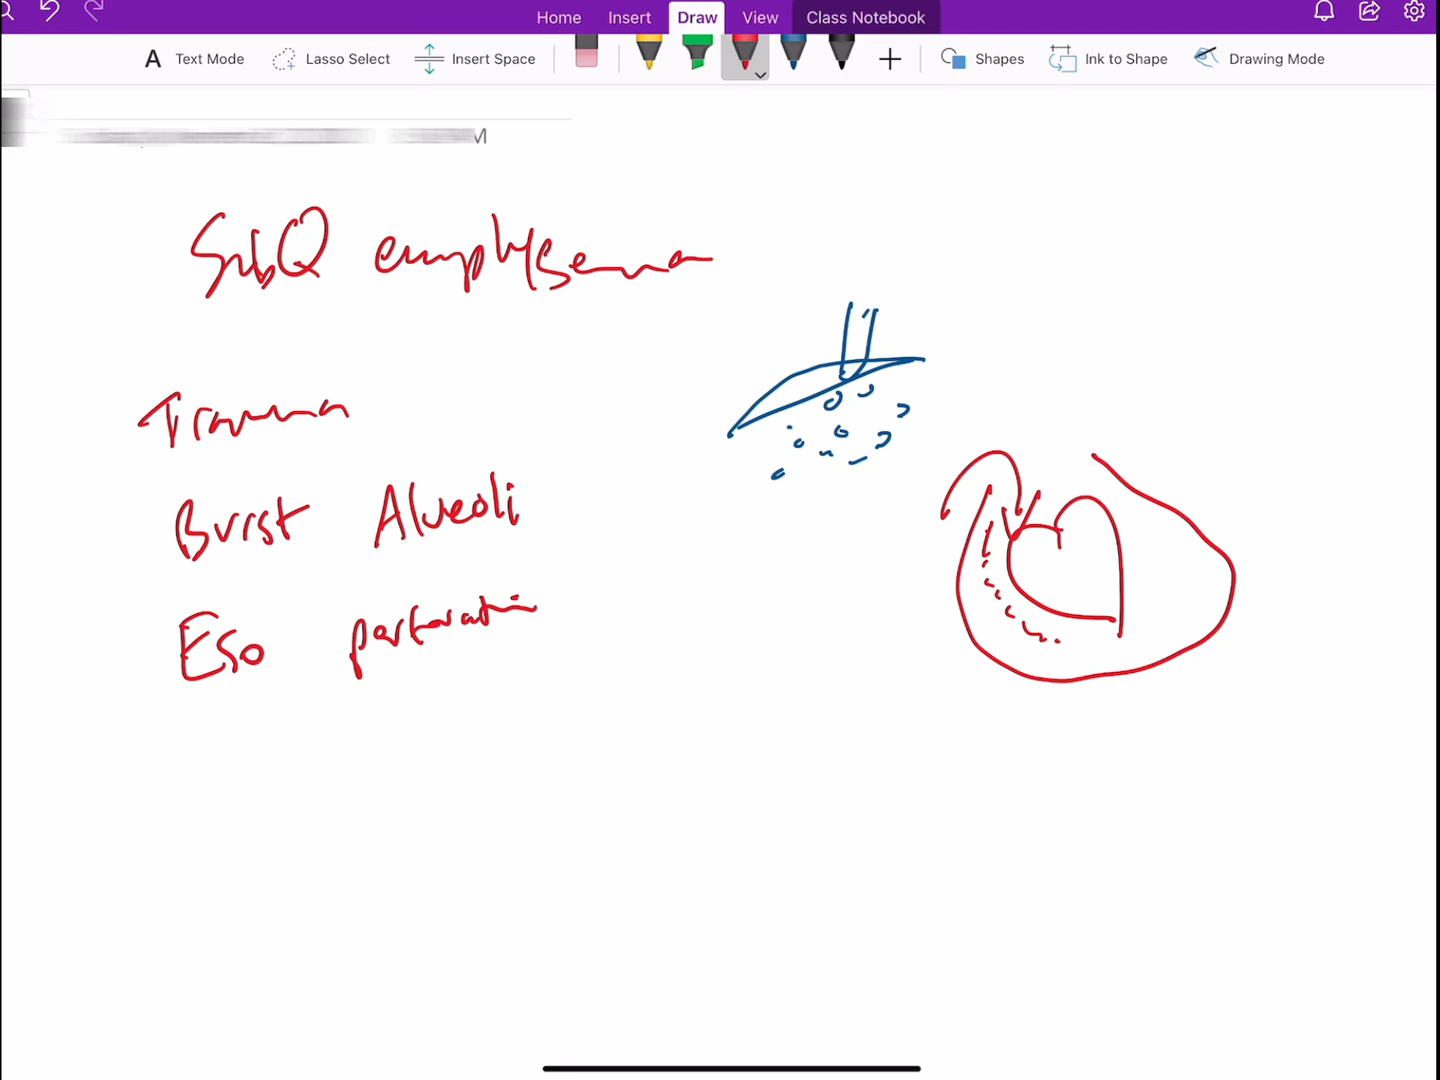 Home Insert Draw View Class Notebook
A Text Mode Lasso Select Insert Space Shapes Ink to Shape Drawing Mode
M
SubQ emphysema
Trauma
Burst Alveoli
Eso perforation